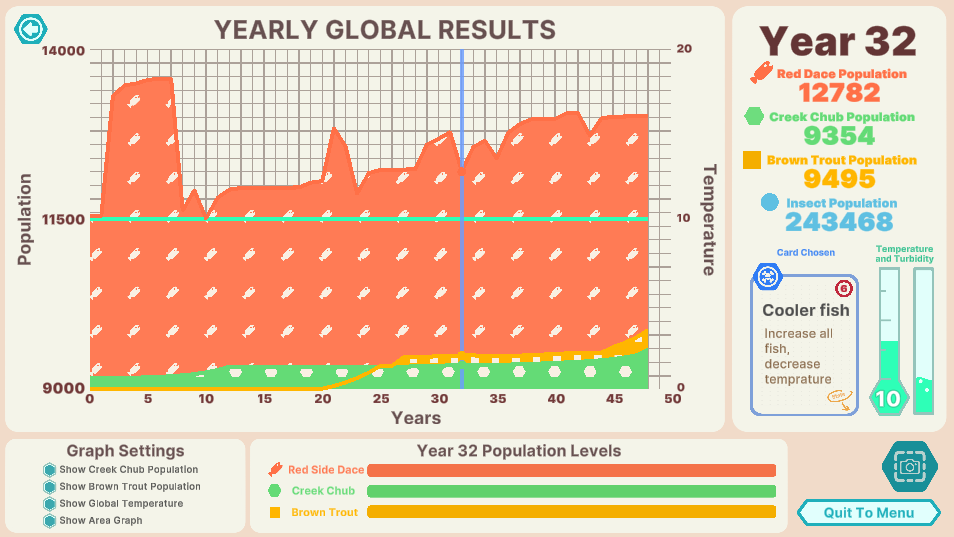 YEARLY GLOBAL RESULTS
14000
11500
9000
Population
0
5
10
15
20
25
30
35
40
45
50
Years
20
10
0
Temperature
Year 32
Red Dace Population
12782
Creek Chub Population
9354
Brown Trout Population
9495
Insect Population
243468
Card Chosen
6
Cooler fish
Increase all
fish,
decrease
temprature
Temperature
and Turbidity
10
Graph Settings
Show Creek Chub Population
Show Brown Trout Population
Show Global Temperature
Show Area Graph
Year 32 Population Levels
Red Side Dace
Creek Chub
Brown Trout
Quit To Menu